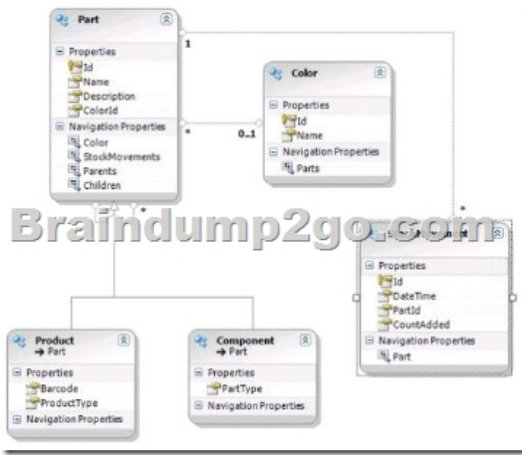 Part
Properties
Id
Name
Description
ColorId
Navigation Properties
Color
StockMovements
Parents
Children
1
*
0..1
Color
Properties
Id
Name
Navigation Properties
Parts
*
*
Braindump2go.com
Properties
Id
DateTime
PartId
CountAdded
Navigation Properties
Part
Product
→ Part
Properties
Barcode
ProductType
Navigation Properties
Component
→ Part
Properties
PartType
Navigation Properties